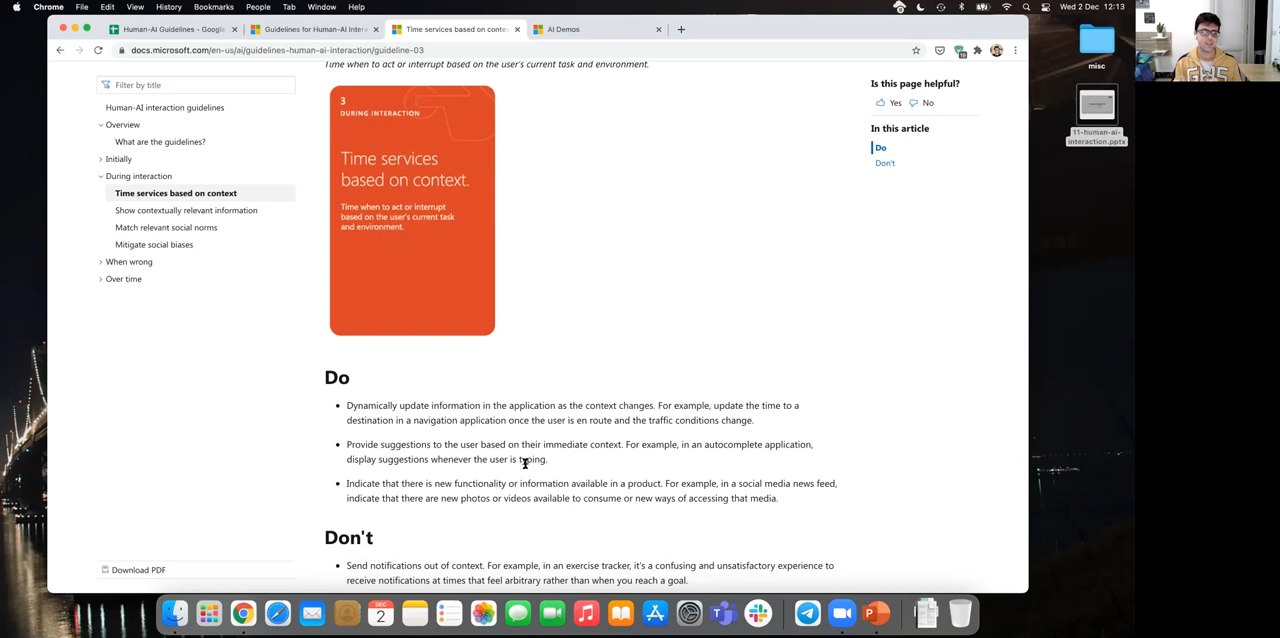 Chrome File Edit View History Bookmarks People Tab Window Help
Wed 2 Dec 12:13
Human-AI Guidelines – Google
Guidelines for Human-AI Inter
Time services based on contex
AI Demos
docs.microsoft.com/en-us/ai/guidelines-human-ai-interaction/guideline-03
misc
11-human-ai-
interaction.pptx
Filter by title
Human-AI interaction guidelines
Overview
What are the guidelines?
Initially
During interaction
Time services based on context
Show contextually relevant information
Match relevant social norms
Mitigate social biases
When wrong
Over time
Download PDF
Time when to act or interrupt based on the user's current task and environment.
3
DURING INTERACTION
Time services
based on context.
Time when to act or interrupt
based on the user's current task
and environment.
Do
• Dynamically update information in the application as the context changes. For example, update the time to a
destination in a navigation application once the user is en route and the traffic conditions change.
• Provide suggestions to the user based on their immediate context. For example, in an autocomplete application,
display suggestions whenever the user is typing.
• Indicate that there is new functionality or information available in a product. For example, in a social media news feed,
indicate that there are new photos or videos available to consume or new ways of accessing that media.
Don't
• Send notifications out of context. For example, in an exercise tracker, it's a confusing and unsatisfactory experience to
receive notifications at times that feel arbitrary rather than when you reach a goal.
Is this page helpful?
Yes No
In this article
Do
Don't
DEC
2